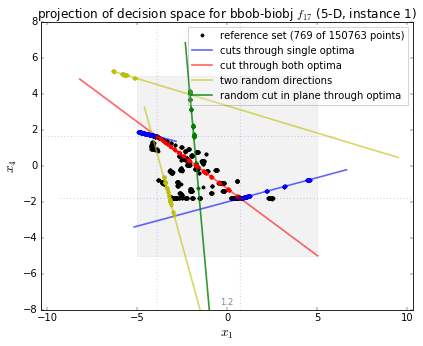 projection of decision space for bbob-biobj f₁₇ (5-D, instance 1)
reference set (769 of 150763 points)
cuts through single optima
cut through both optima
two random directions
random cut in plane through optima
8
6
4
2
0
−2
−4
−6
−8
x₄
1.2
−10
−5
0
5
10
x₁